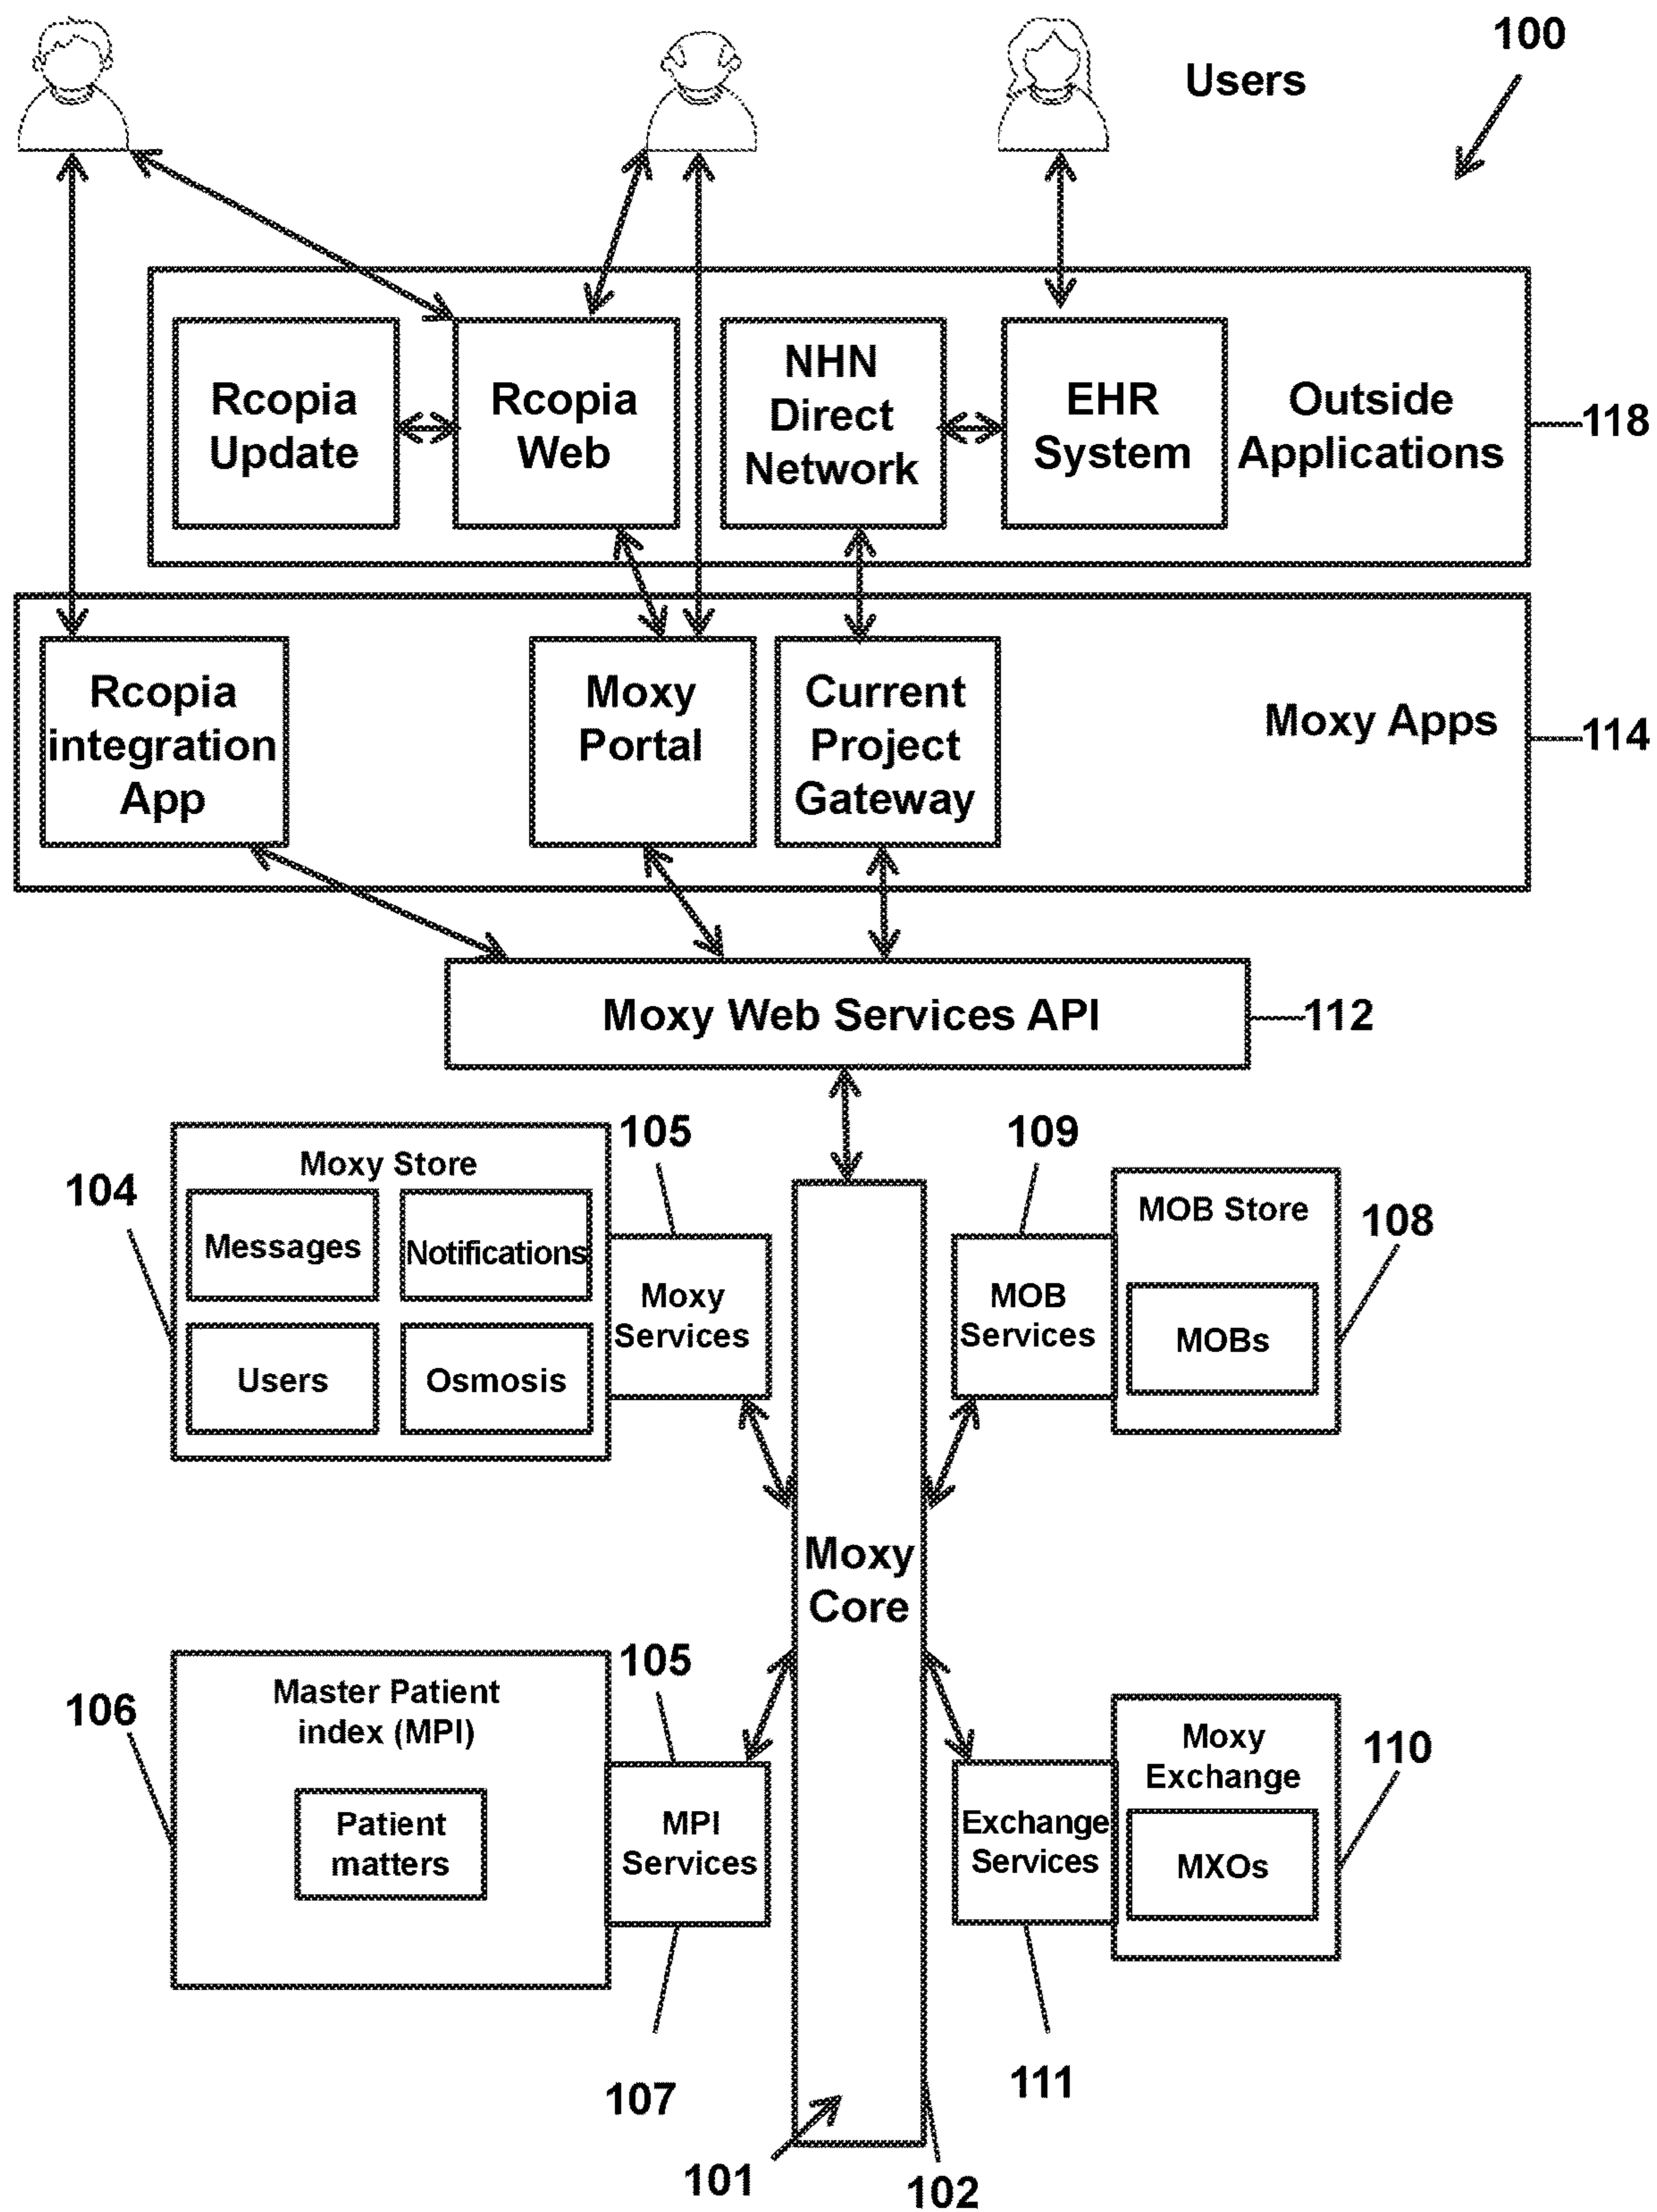 100
Users
Rcopia
Update
Rcopia
Web
NHN
Direct
Network
EHR
System
Outside
Applications
118
Rcopia
integration
App
Moxy
Portal
Current
Project
Gateway
Moxy Apps
114
Moxy Web Services API
112
104
Moxy Store
Messages
Notifications
Users
Osmosis
105
Moxy
Services
109
MOB
Services
MOB Store
MOBs
108
Moxy
Core
106
Master Patient
index (MPI)
Patient
matters
105
MPI
Services
107
Exchange
Services
111
Moxy
Exchange
MXOs
110
101
102